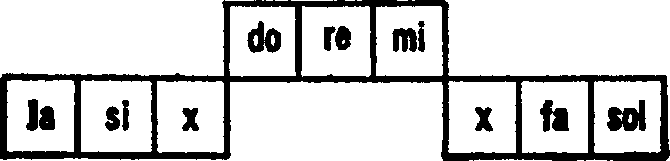 do re mi
la si x x fa sol